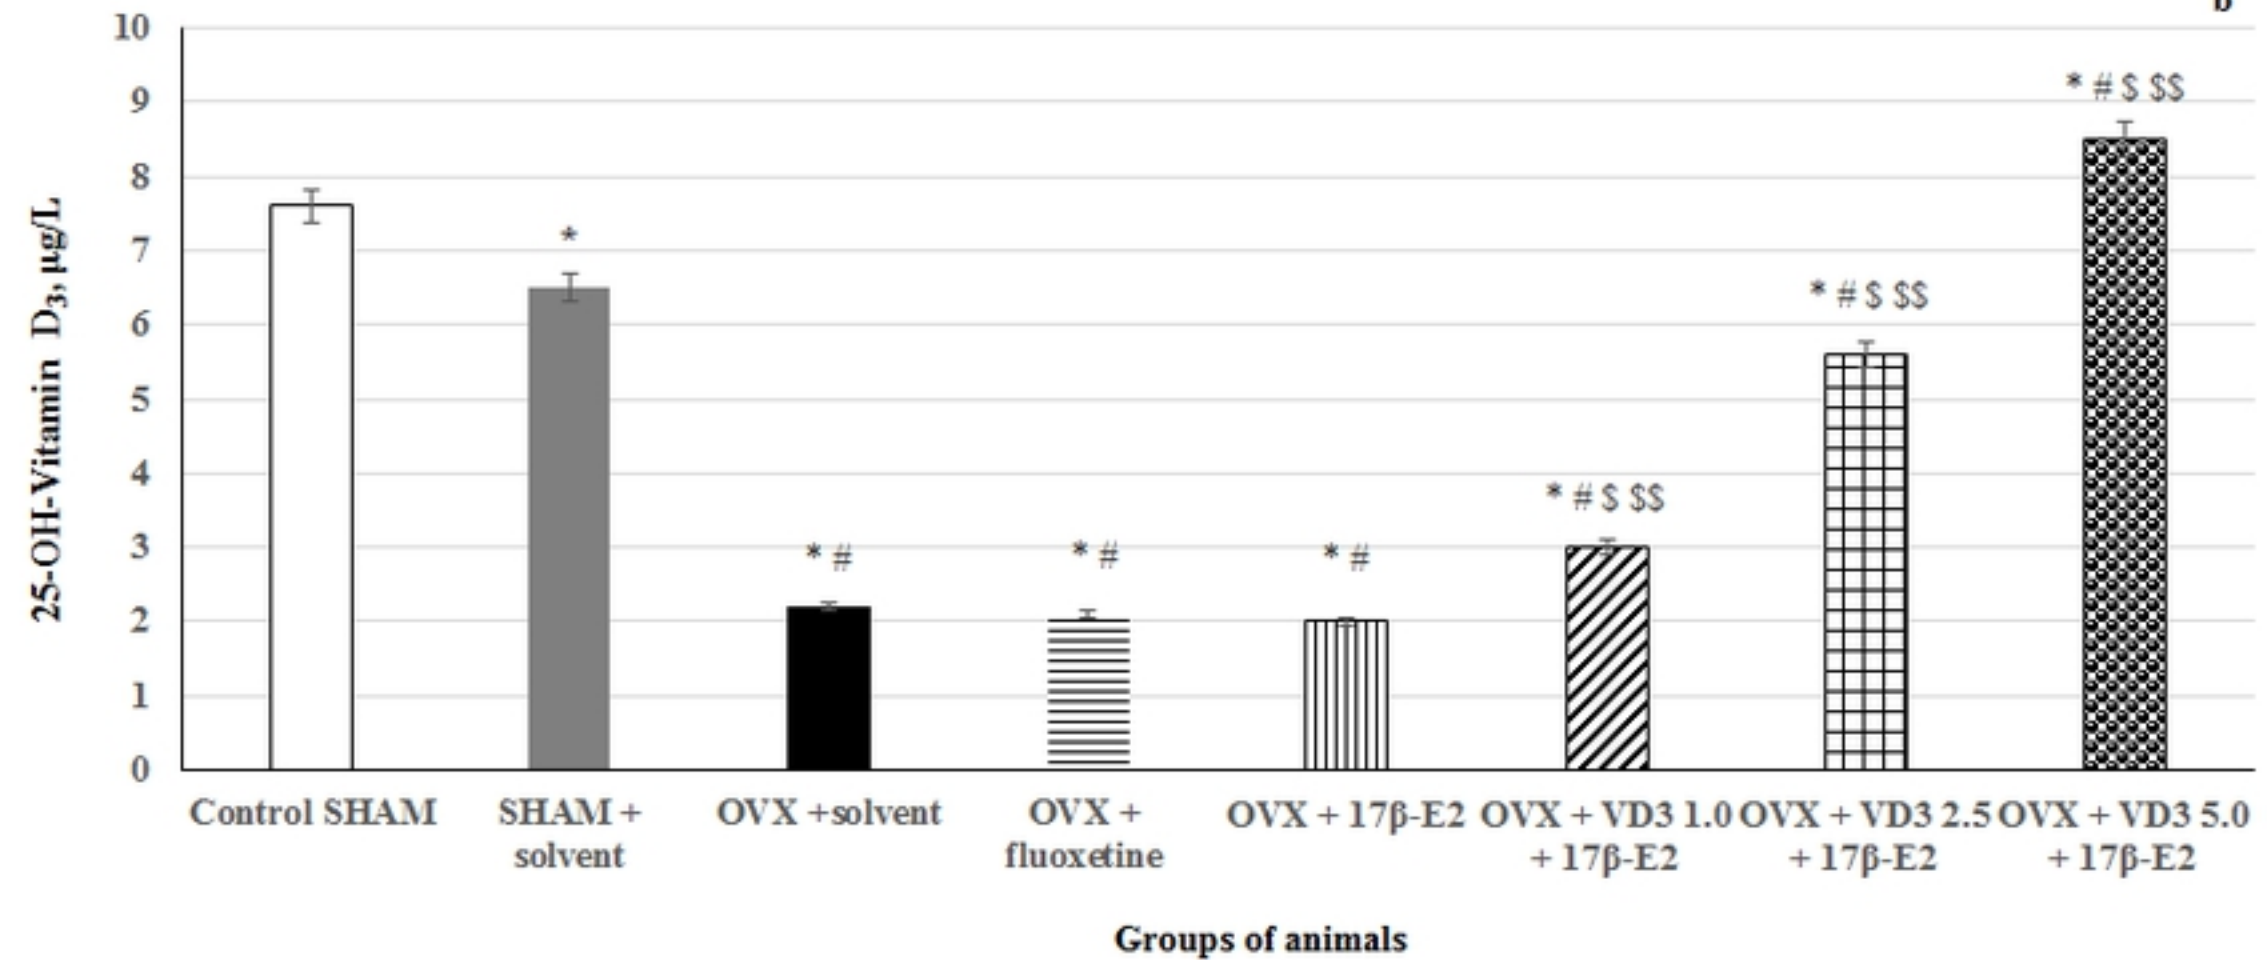 b
10
9
8
7
6
5
4
3
2
1
0
25-OH-Vitamin D₃, µg/L
*
* #
* #
* #
* # $ $$
* # $ $$
* # $ $$
Control SHAM
SHAM +
solvent
OVX +solvent
OVX +
fluoxetine
OVX + 17β-E2
OVX + VD3 1.0
+ 17β-E2
OVX + VD3 2.5
+ 17β-E2
OVX + VD3 5.0
+ 17β-E2
Groups of animals